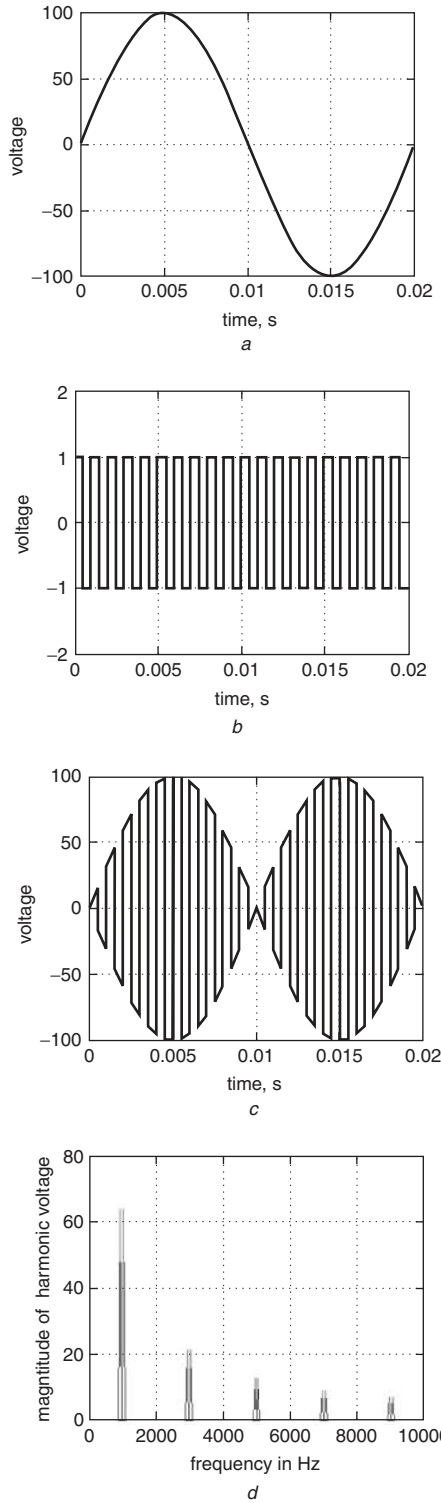 100
50
voltage
0
−50
−100
0 0.005 0.01 0.015 0.02
time, s
a
2
1
voltage
0
−1
−2
0 0.005 0.01 0.015 0.02
time, s
b
100
50
voltage
0
−50
−100
0 0.005 0.01 0.015 0.02
time, s
c
80
60
magntitude of harmonic voltage
40
20
0
0 2000 4000 6000 8000 10000
frequency in Hz
d